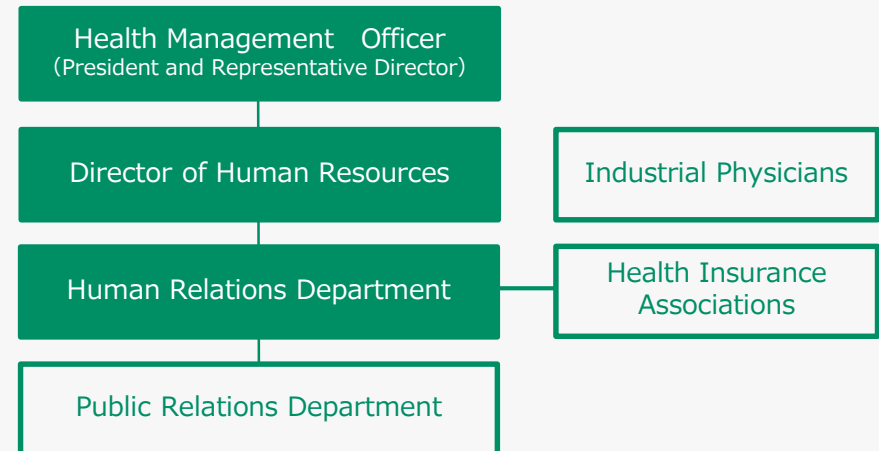 Health Management　Officer
（President and Representative Director）
Director of Human Resources
Industrial Physicians
Human Relations Department
Health Insurance
Associations
Public Relations Department